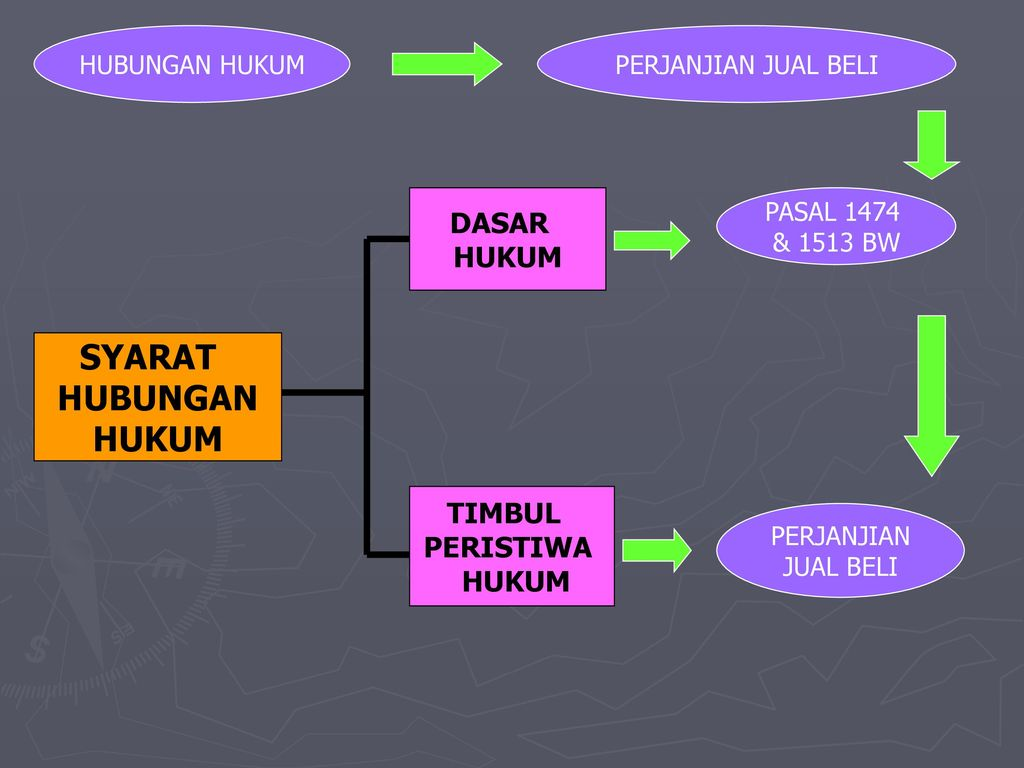 HUBUNGAN HUKUM
PERJANJIAN JUAL BELI
DASAR
HUKUM
PASAL 1474
& 1513 BW
SYARAT
HUBUNGAN
HUKUM
TIMBUL
PERISTIWA
HUKUM
PERJANJIAN
JUAL BELI
N
NW
E
S